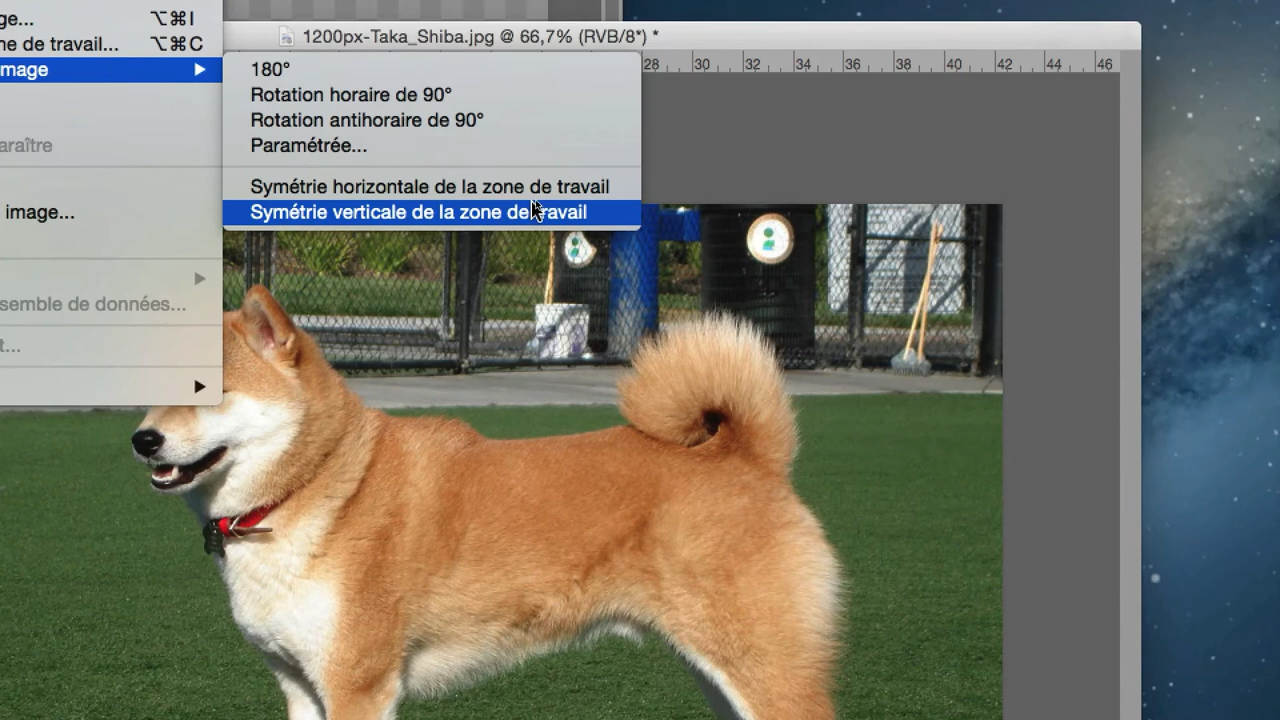 ge... ⌥⌘I
ne de travail... ⌥⌘C
1200px-Taka_Shiba.jpg @ 66,7% (RVB/8*) *
mage
28 30 32 34 36 38 40 42 44 46
180°
Rotation horaire de 90°
Rotation antihoraire de 90°
Paramétrée...
araître
Symétrie horizontale de la zone de travail
image...
Symétrie verticale de la zone de travail
semble de données...
t...